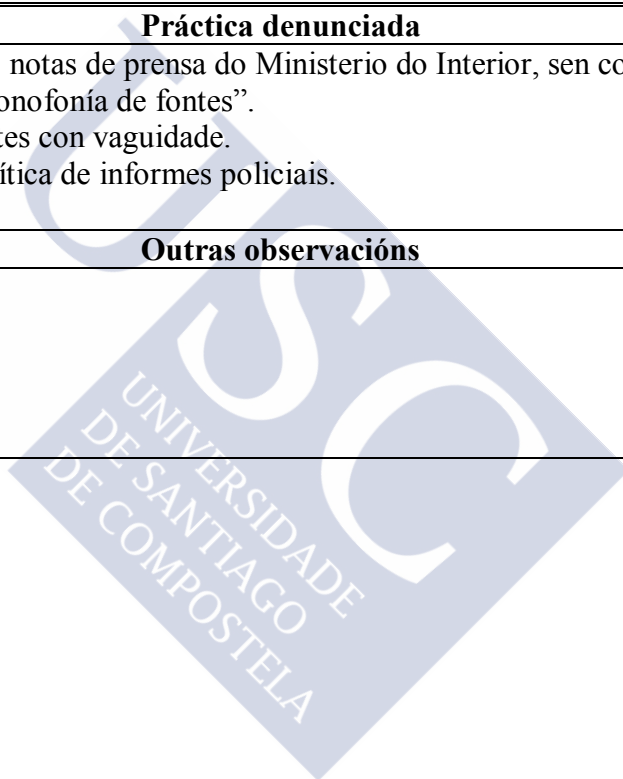 Práctica denunciada
notas de prensa do Ministerio do Interior, sen
onofonía de fontes”.
tes con vaguidade.
ítica de informes policiais.
Outras observacións
USC
UNIVERSIDADE
DE SANTIAGO
DE COMPOSTELA